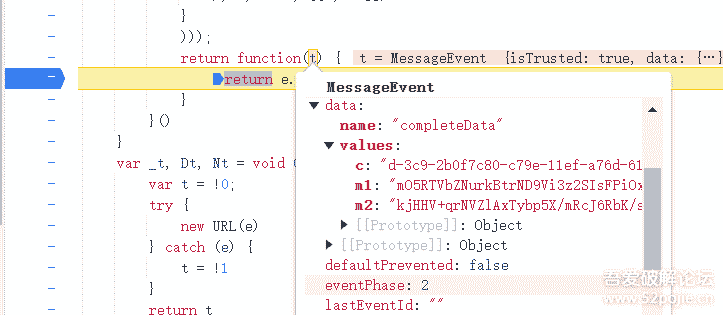 }
)));
return function(t) { t = MessageEvent {isTrusted: true, data: {…}
return e.
}
}()
}
var _t, Dt, Nt = void
var t = !0;
try {
new URL(e)
} catch (e) {
t = !1
}
return t
MessageEvent
▼ data:
name: "completeData"
▼ values:
c: "d-3c9-2b0f7c80-c79e-11ef-a76d-61
m1: "mO5RTVbZNurkBtrND9Vi3z2SIsFPiOx
m2: "kjHHV+qrNVZlAxTybp5X/mRcJ6RbK/s
▶ [[Prototype]]: Object
▶ [[Prototype]]: Object
defaultPrevented: false
eventPhase: 2
lastEventId: ""
吾爱破解论坛
www.52pojie.cn